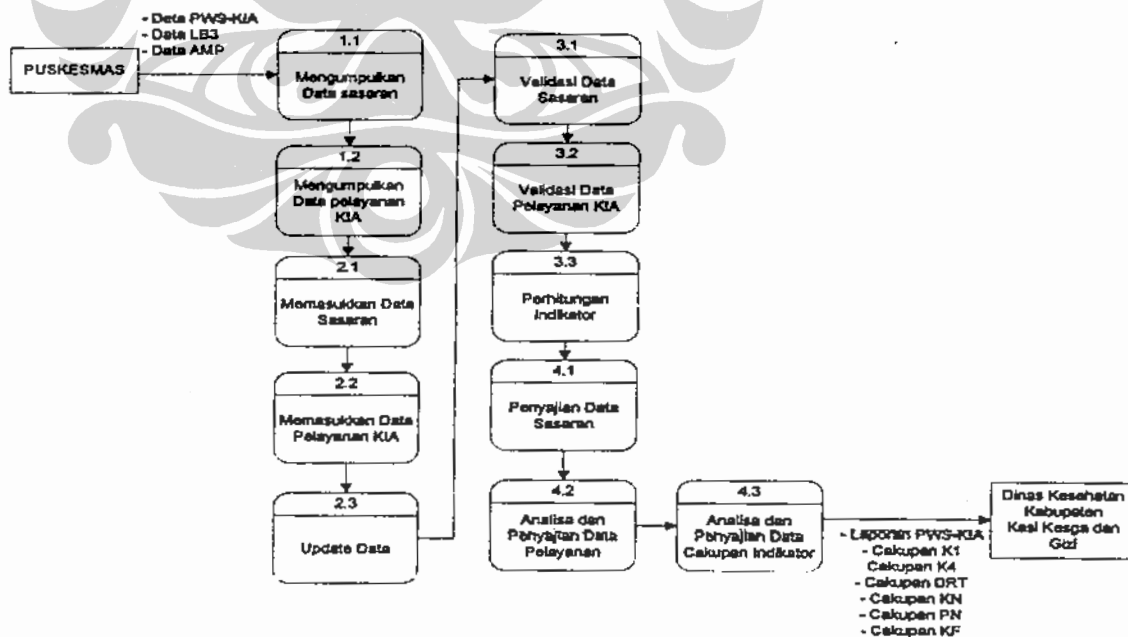 - Data PWS-KIA
- Data LB3
- Data AMP
PUSKESMAS
1.1
Mengumpulkan
Data sasaran
1.2
Mengumpulkan
Data pelayanan
KIA
2.1
Memasukkan Data
Sasaran
2.2
Memasukkan Data
Pelayanan KIA
2.3
Update Data
3.1
Validasi Data
Sasaran
3.2
Validasi Data
Pelayanan KIA
3.3
Perhitungan
Indikator
4.1
Penyajian Data
Sasaran
4.2
Analisa dan
Penyajian Data
Pelayanan
4.3
Analisa dan
Penyajian Data
Cakupan Indikator
- Laporan PWS-KIA
- Cakupan K1
Cakupan K4
- Cakupan DRT
- Cakupan KN
- Cakupan PN
- Cakupan KF
Dinas Kesehatan
Kabupaten
Kasi Kesga dan
Gizi